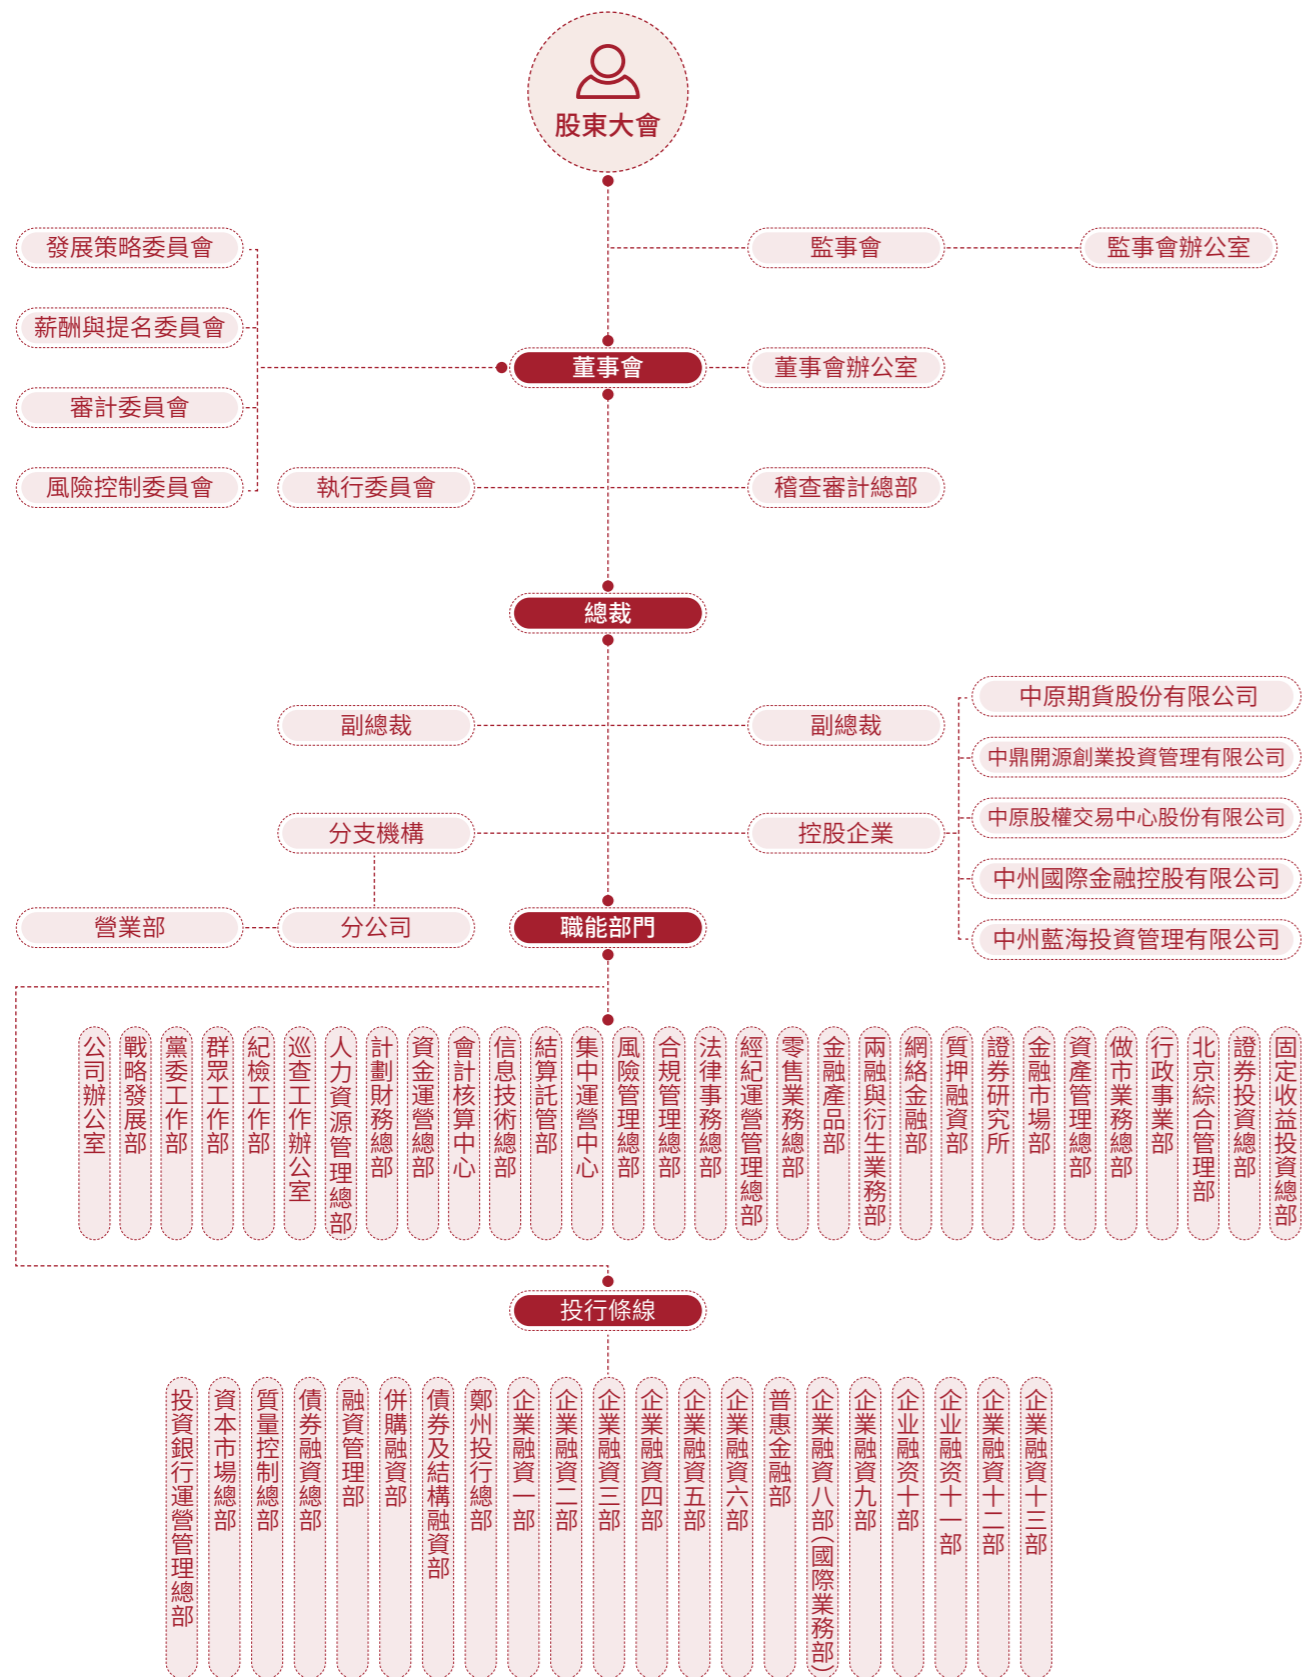 股東大會
發展策略委員會
監事會
監事會辦公室
薪酬與提名委員會
董事會
董事會辦公室
審計委員會
風險控制委員會
執行委員會
稽查審計總部
總裁
中原期貨股份有限公司
副總裁
副總裁
中鼎開源創業投資管理有限公司
中原股權交易中心股份有限公司
分支機構
控股企業
中州國際金融控股有限公司
營業部
分公司
職能部門
中州藍海投資管理有限公司
公司辦公室
戰略發展部
黨委工作部
群眾工作部
紀檢工作部
巡查工作辦公室
人力資源管理總部
計劃財務總部
資金運營總部
會計核算中心
信息技術總部
結算託管部
集中運營中心
風險管理總部
合規管理總部
法律事務總部
經紀運營管理總部
零售業務總部
金融產品部
兩融與衍生業務部
網絡金融部
質押融資部
證券研究所
金融市場部
資產管理總部
做市業務總部
行政事業部
北京綜合管理部
證券投資總部
固定收益投資總部
投行條線
投資銀行運營管理總部
資本市場總部
質量控制總部
債券融資總部
融資管理部
併購融資部
債券及結構融資部
鄭州投行總部
企業融資一部
企業融資二部
企業融資三部
企業融資四部
企業融資五部
企業融資六部
普惠金融部
企業融資八部(國際業務部)
企業融資九部
企业融资十部
企业融资十一部
企業融資十二部
企業融資十三部